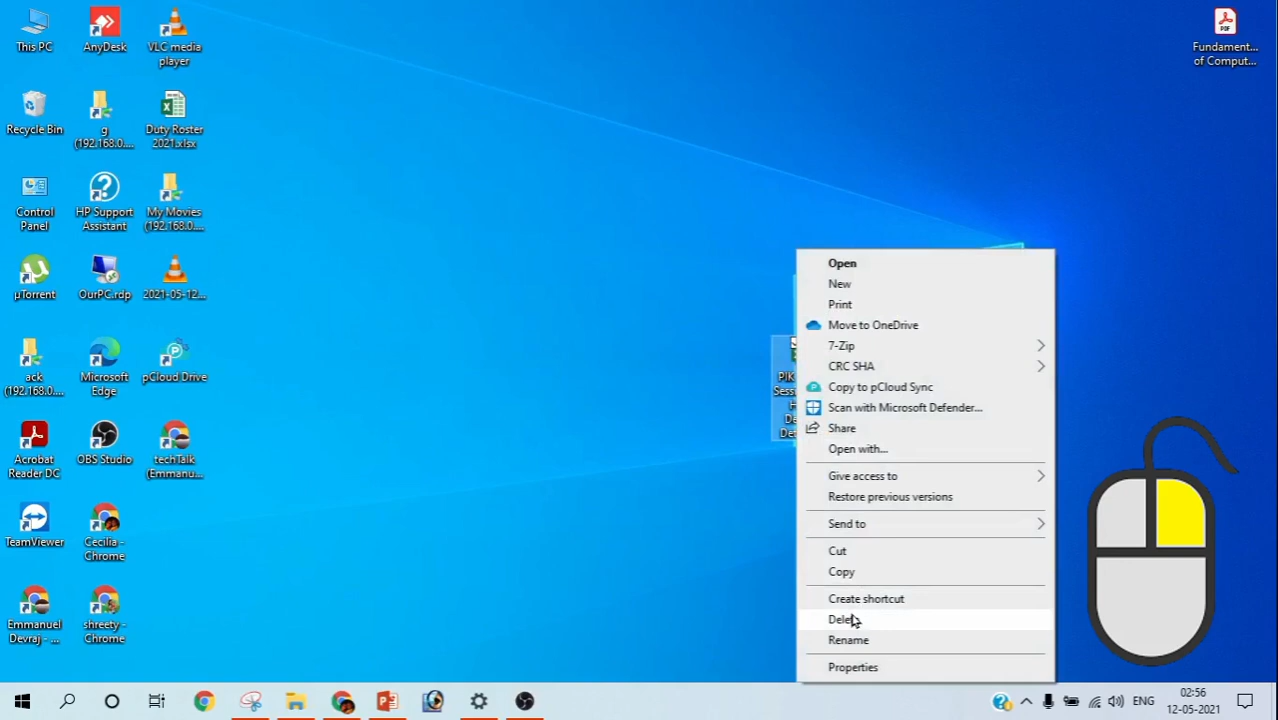 This PC
AnyDesk
VLC media
player
Fundament...
of Comput...
PDF
Recycle Bin
g
(192.168.0....
Duty Roster
2021.xlsx
Control
Panel
HP Support
Assistant
My Movies
(192.168.0....
µTorrent
OurPC.rdp
2021-05-12...
ack
(192.168.0....
Microsoft
Edge
pCloud Drive
Acrobat
Reader DC
OBS Studio
techTalk
(Emmanu...
TeamViewer
Cecilia -
Chrome
Emmanuel
Devraj - ...
shreety -
Chrome
Open
New
Print
Move to OneDrive
7-Zip
CRC SHA
Copy to pCloud Sync
Scan with Microsoft Defender...
Share
Open with...
Give access to
Restore previous versions
Send to
Cut
Copy
Create shortcut
Delete
Rename
Properties
ENG
02:56
12-05-2021